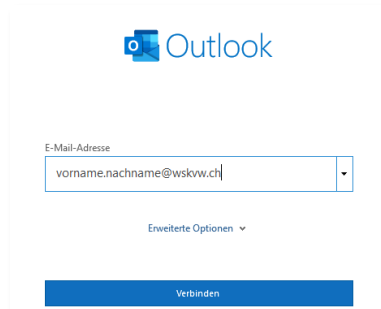 Outlook
E-Mail-Adresse
vorname.nachname@wskvw.ch
Erweiterte Optionen
Verbinden